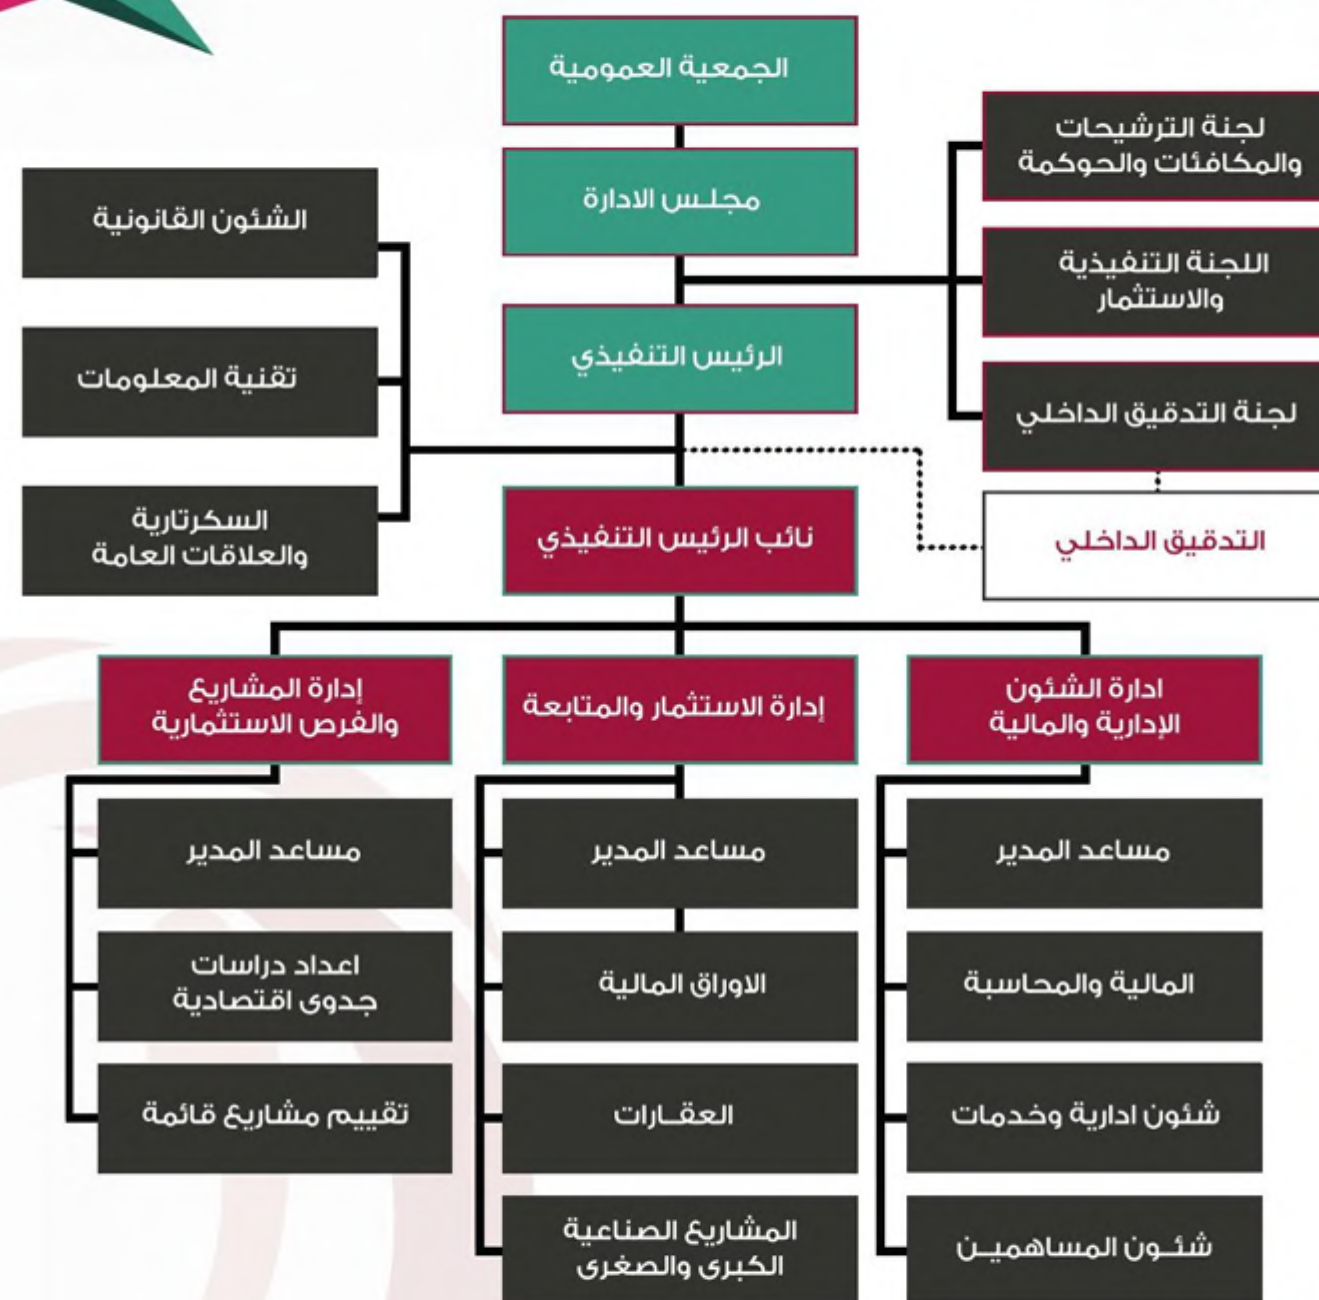 الجمعية العمومية
مجلس الادارة
الرئيس التنفيذي
لجنة الترشيحات
والمكافئات والحوكمة
اللجنة التنفيذية
والاستثمار
لجنة التدقيق الداخلي
التدقيق الداخلي
الشئون القانونية
تقنية المعلومات
السكرتارية
والعلاقات العامة
نائب الرئيس التنفيذي
ادارة الشئون
الإدارية والمالية
مساعد المدير
المالية والمحاسبة
شئون ادارية وخدمات
شئون المساهمين
إدارة الاستثمار والمتابعة
مساعد المدير
الاوراق المالية
العقارات
المشاريع الصناعية
الكبرى والصغرى
إدارة المشاريع
والفرص الاستثمارية
مساعد المدير
اعداد دراسات
جدوى اقتصادية
تقييم مشاريع قائمة